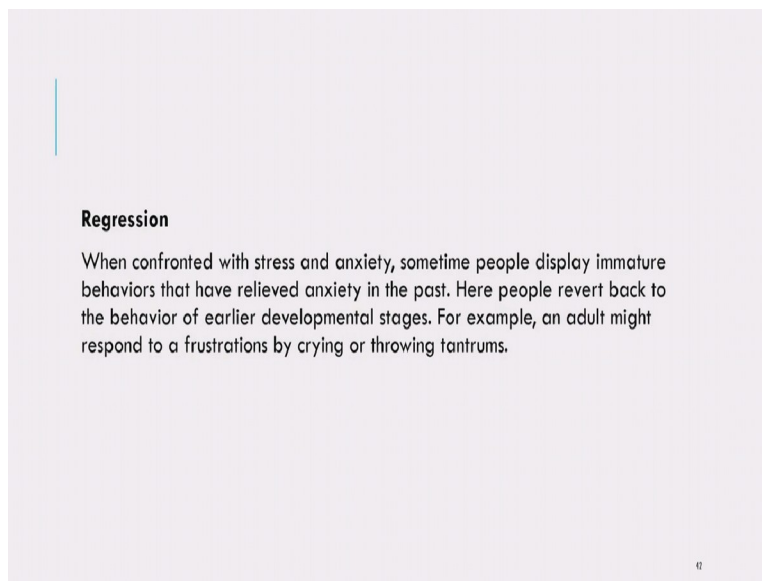 Regression
When confronted with stress and anxiety, sometime people display immature
behaviors that have relieved anxiety in the past. Here people revert back to
the behavior of earlier developmental stages. For example, an adult might
respond to a frustrations by crying or throwing tantrums.
42